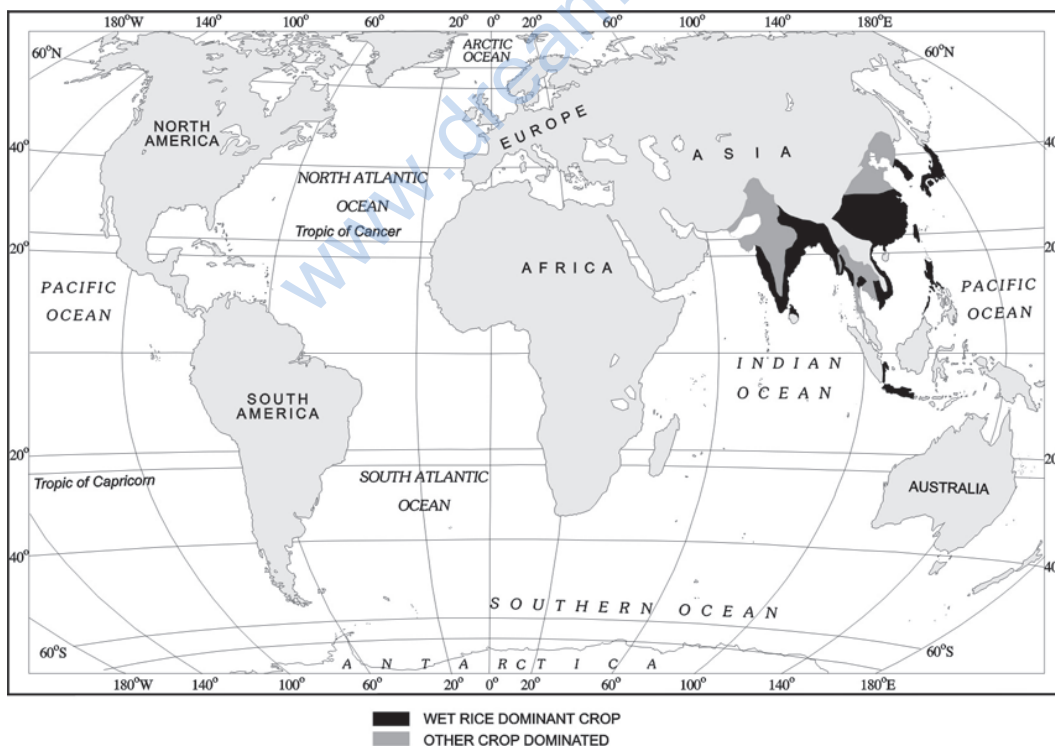 180°W 140° 100° 60° 20° 0° 20° 60° 100° 140° 180°E
ARCTIC
OCEAN
60°N
60°N
NORTH
AMERICA
EUROPE
ASIA
40°
40
NORTH ATLANTIC
OCEAN
Tropic of Cancer
20°
20
AFRICA
PACIFIC
OCEAN
PACIFIC
OCEAN
INDIAN
OCEAN
SOUTH
AMERICA
20°
20
Tropic of Capricorn
SOUTH ATLANTIC
OCEAN
AUSTRALIA
40°
40
SOUTHERN OCEAN
60°S
60°S
ANTARCTICA
180°W 140° 100° 60° 20° 0° 20° 60° 100° 140° 180°E
WET RICE DOMINANT CROP
OTHER CROP DOMINATED
www.dream